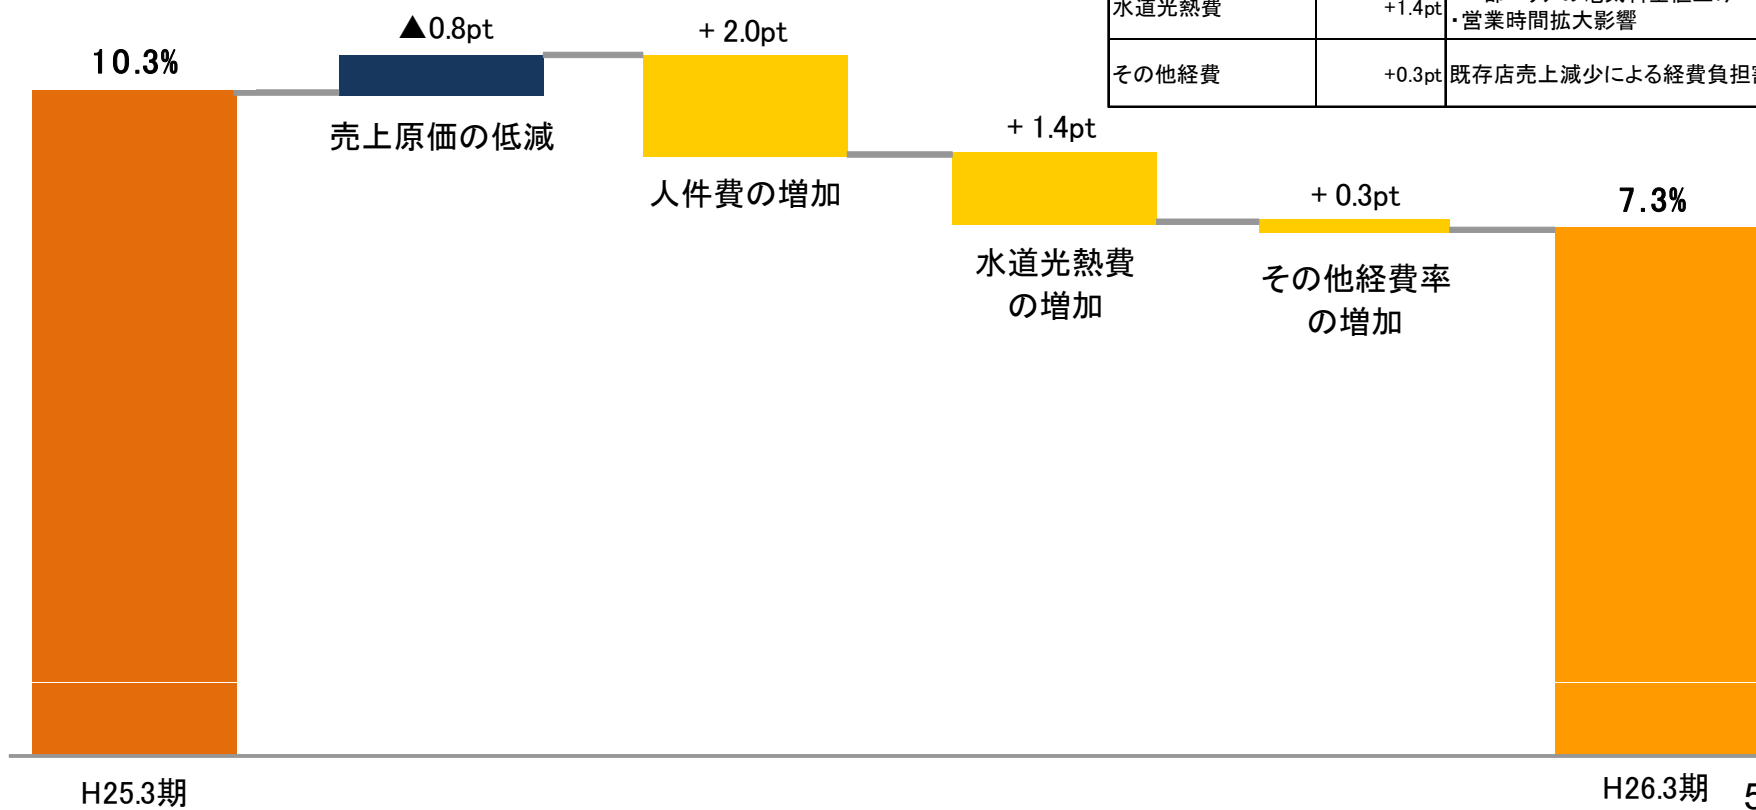 水道光熱費
+1.4pt
・営業時間拡大影響
その他経費
+0.3pt
既存店売上減少による経費負担
10.3%
▲0.8pt
売上原価の低減
+ 2.0pt
人件費の増加
+ 1.4pt
水道光熱費
の増加
+ 0.3pt
その他経費率
の増加
7.3%
H25.3期
H26.3期
5